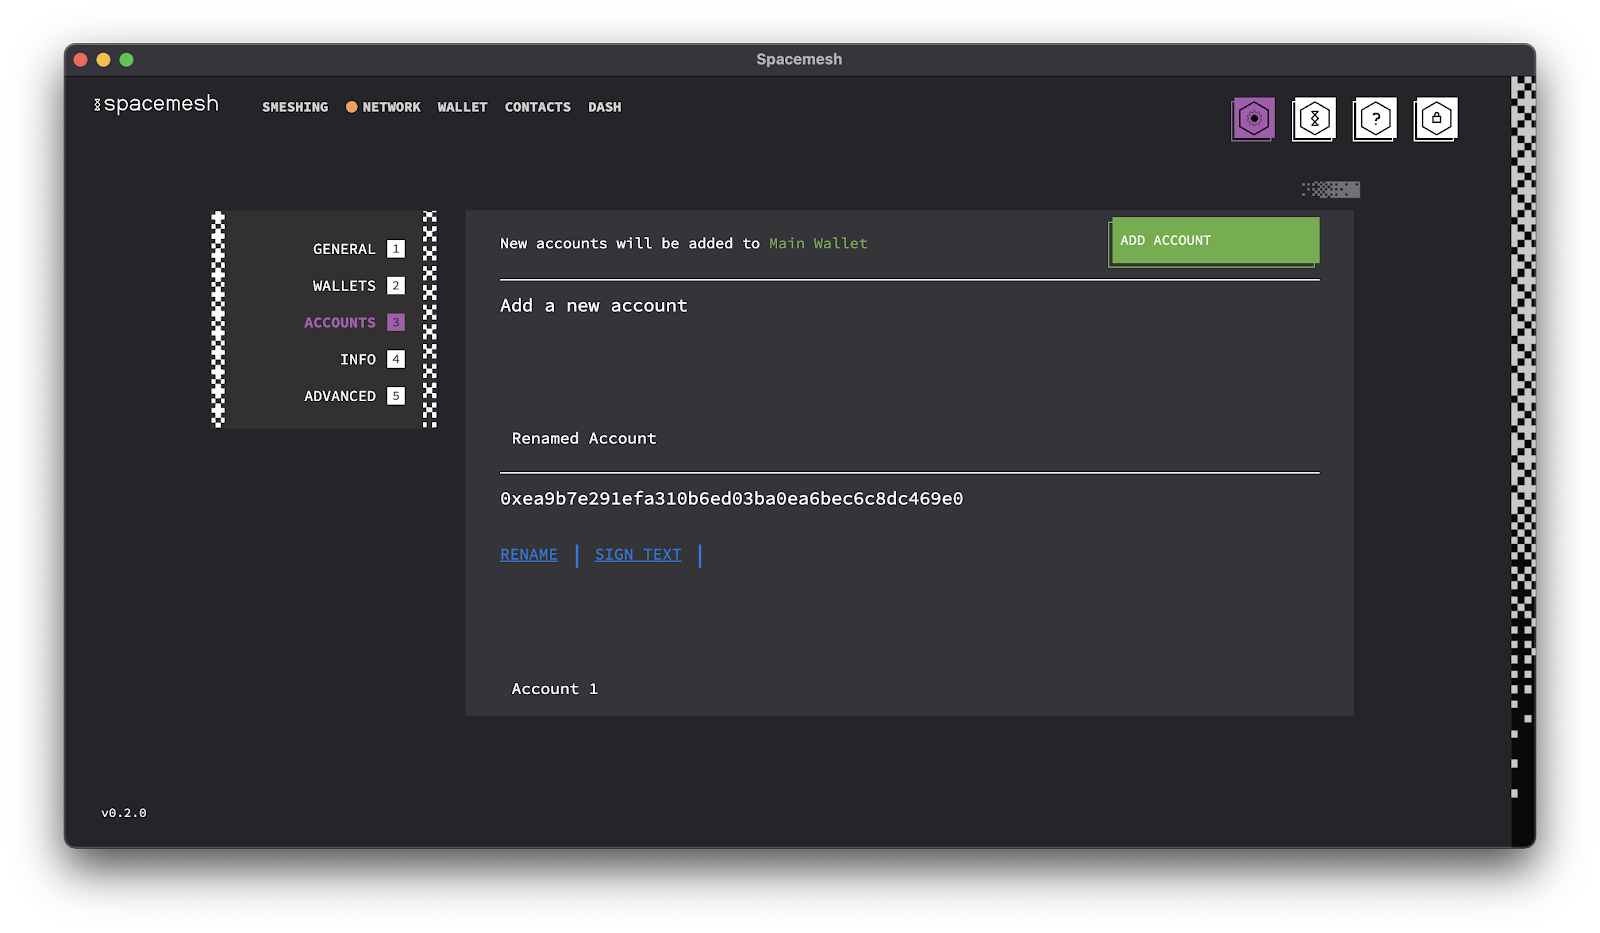 Spacemesh
spacemesh
SMESHING NETWORK WALLET CONTACTS DASH
?
GENERAL 1
WALLETS 2
ACCOUNTS 3
INFO 4
ADVANCED 5
New accounts will be added to Main Wallet
ADD ACCOUNT
Add a new account
Renamed Account
0xea9b7e291efa310b6ed03ba0ea6bec6c8dc469e0
RENAME | SIGN TEXT |
Account 1
v0.2.0